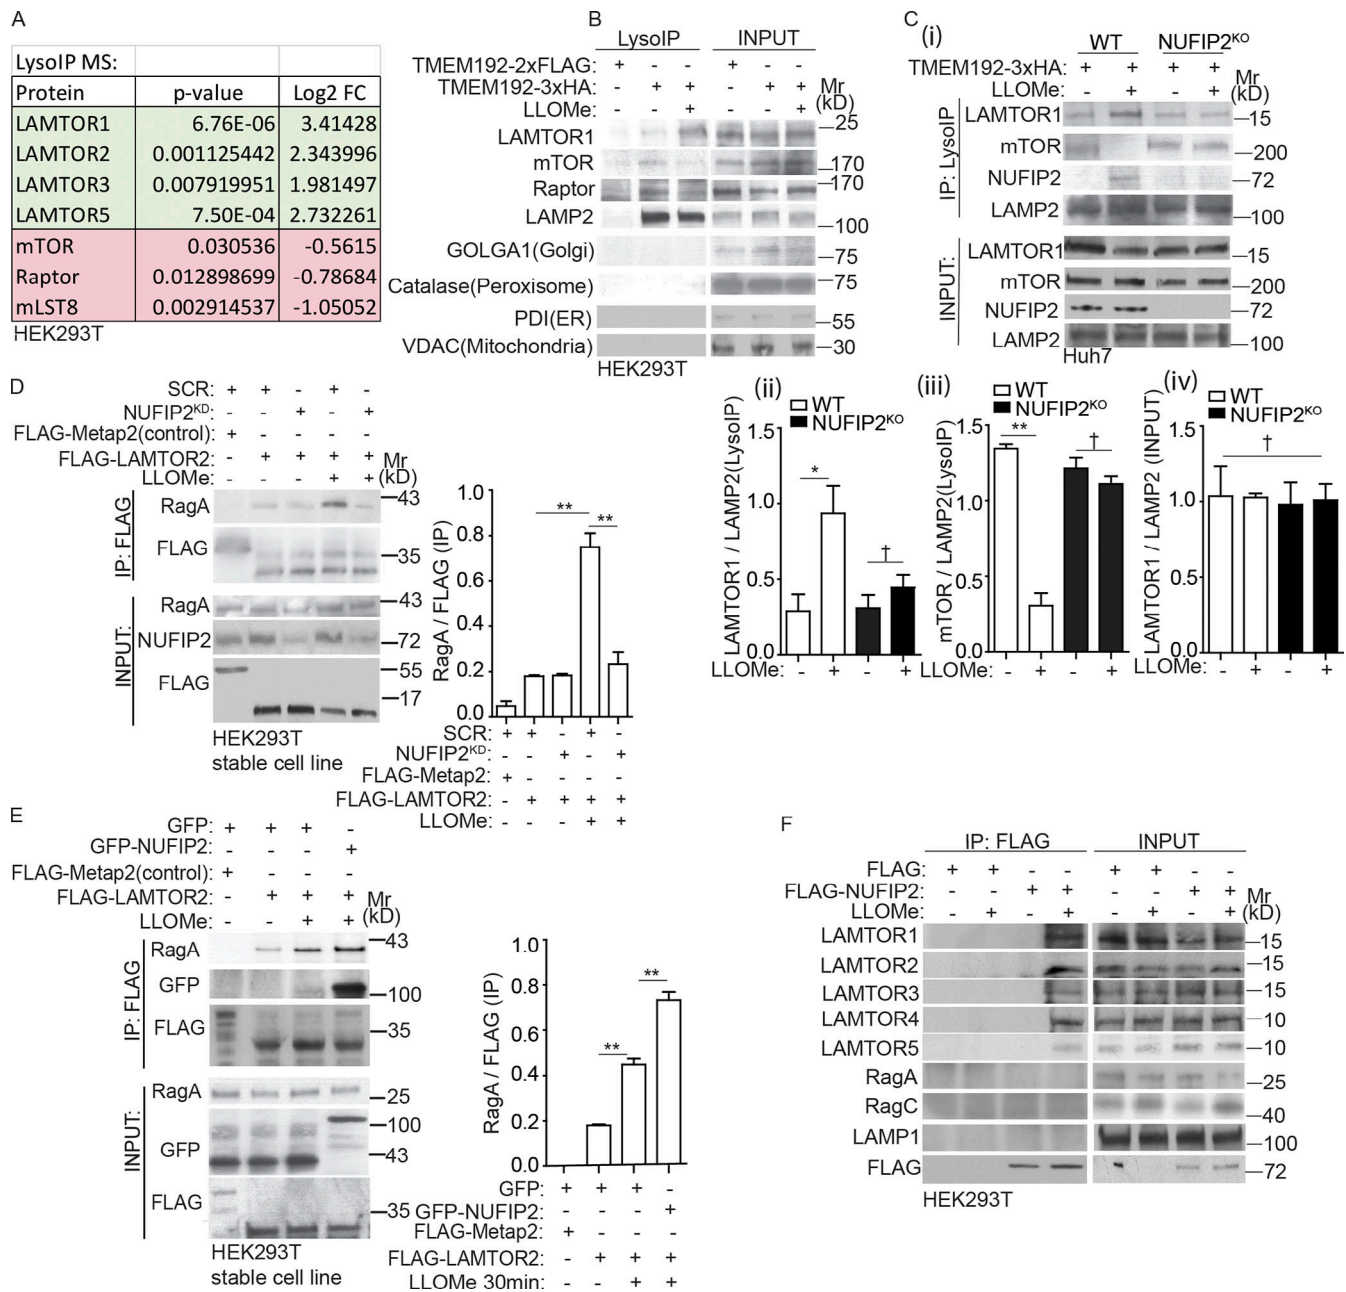 A
LysoIP MS:
Protein p-value Log2 FC
LAMTOR1 6.76E-06 3.41428
LAMTOR2 0.001125442 2.343996
LAMTOR3 0.007919951 1.981497
LAMTOR5 7.50E-04 2.732261
mTOR 0.030536 -0.5615
Raptor 0.012898699 -0.78684
mLST8 0.002914537 -1.05052
HEK293T
B
LysoIP INPUT
TMEM192-2xFLAG: + - - + - -
TMEM192-3xHA: - + + - + + Mr
LLOMe: - - + - - + (kD)
LAMTOR1 25
mTOR 170
Raptor 170
LAMP2 100
GOLGA1(Golgi) 75
Catalase(Peroxisome) 75
PDI(ER) 55
VDAC(Mitochondria) 30
HEK293T
C
(i)
WT NUFIP2KO
TMEM192-3xHA: + + + + Mr
LLOMe: - + - + (kD)
IP: LysoIP
LAMTOR1 15
mTOR 200
NUFIP2 72
LAMP2 100
INPUT:
LAMTOR1 15
mTOR 200
NUFIP2 72
LAMP2 100
Huh7
(ii)
WT
NUFIP2KO
LAMTOR1 / LAMP2(LysoIP)
1.5
1.0
0.5
0.0
* †
LLOMe: - + - +
(iii)
WT
NUFIP2KO
mTOR / LAMP2(LysoIP)
1.5
1.0
0.5
0.0
** †
LLOMe: - + - +
(iv)
WT
NUFIP2KO
LAMTOR1 / LAMP2 (INPUT)
1.5
1.0
0.5
0.0
†
LLOMe: - + - +
D
SCR: + + - + -
NUFIP2KD: - - + - +
FLAG-Metap2(control): + - - - -
FLAG-LAMTOR2: - + + + + Mr
LLOMe: - - - + + (kD)
IP: FLAG
RagA 43
FLAG 35
INPUT:
RagA 43
NUFIP2 72
FLAG 55
17
HEK293T
stable cell line
RagA / FLAG (IP)
1.0
0.8
0.6
0.4
0.2
0.0
** **
SCR: + + - + -
NUFIP2KD: - - + - +
FLAG-Metap2: + - - - -
FLAG-LAMTOR2: - + + + +
LLOMe: - - - + +
E
GFP: + + + -
GFP-NUFIP2: - - - +
FLAG-Metap2(control): + - - -
FLAG-LAMTOR2: - + + + Mr
LLOMe: - - + + (kD)
IP: FLAG
RagA 43
GFP 100
FLAG 35
INPUT:
RagA 25
GFP 100
43
FLAG 35
HEK293T
stable cell line
RagA / FLAG (IP)
1.0
0.8
0.6
0.4
0.2
0.0
** **
GFP: + + + -
GFP-NUFIP2: - - - +
FLAG-Metap2: + - - -
FLAG-LAMTOR2: - + + +
LLOMe 30min: - - + +
F
IP: FLAG INPUT
FLAG: + + - - + + - -
FLAG-NUFIP2: - - + + - - + + Mr
LLOMe: - + - + - + - + (kD)
LAMTOR1 15
LAMTOR2 15
LAMTOR3 15
LAMTOR4 10
LAMTOR5 10
RagA 25
RagC 40
LAMP1 100
FLAG 72
HEK293T